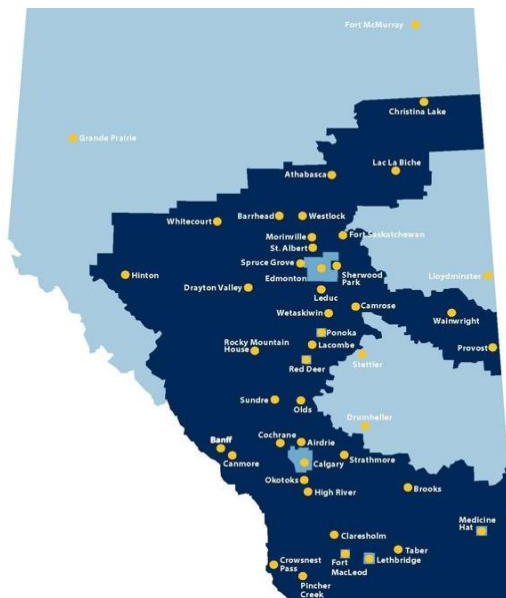 Fort McMurray
Christina Lake
Grande Prairie
Lac La Biche
Athabasca
Barrhead
Westlock
Whitecourt
Morinville
Fort Saskatchewan
St. Albert
Spruce Grove
Edmonton
Sherwood
Park
Hinton
Lloydminster
Drayton Valley
Leduc
Wetaskiwin
Camrose
Wainwright
Ponoka
Rocky Mountain
House
Lacombe
Provost
Red Deer
Stettler
Sundre
Olds
Drumheller
Banff
Cochrane
Airdrie
Canmore
Calgary
Strathmore
Okotoks
High River
Brooks
Medicine
Hat
Claresholm
Crowsnest
Pass
Fort
MacLeod
Lethbridge
Taber
Pincher
Creek